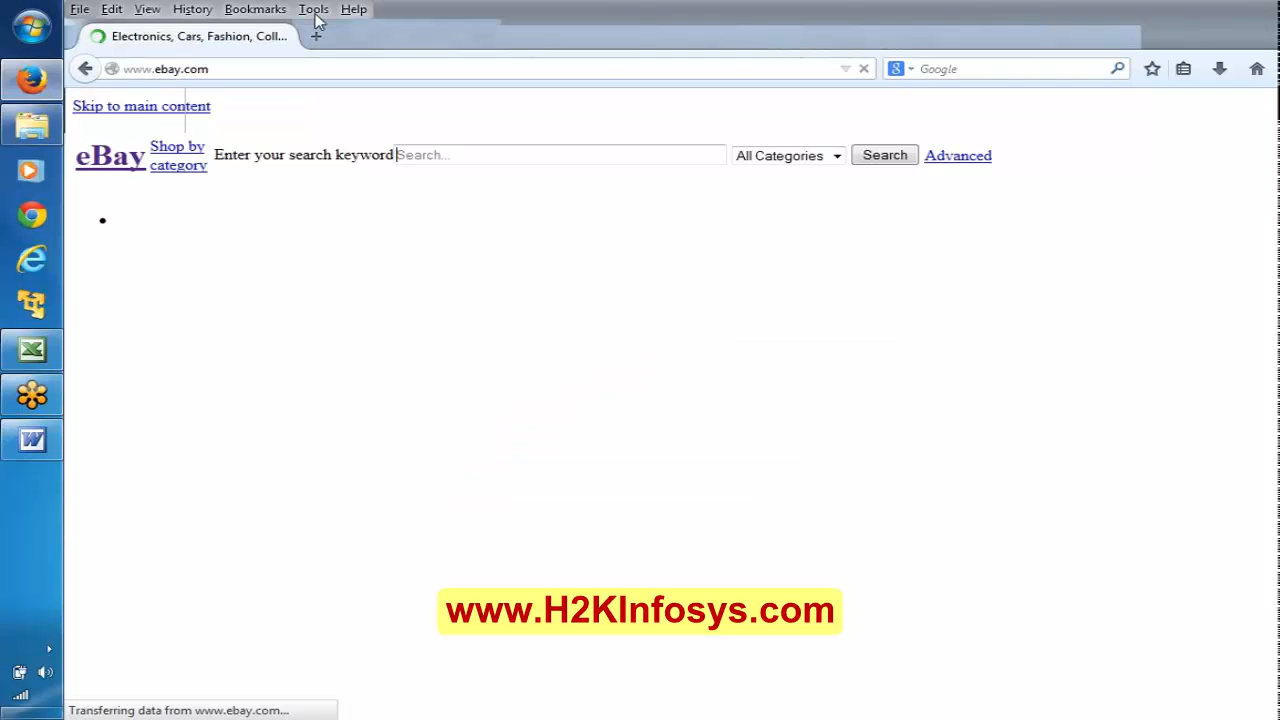 File Edit View History Bookmarks Tools Help
Electronics, Cars, Fashion, Coll... +
www.ebay.com
Google
Skip to main content
eBay
Shop by
category
Enter your search keyword
Search...
All Categories
Search
Advanced
www.H2KInfosys.com
Transferring data from www.ebay.com...